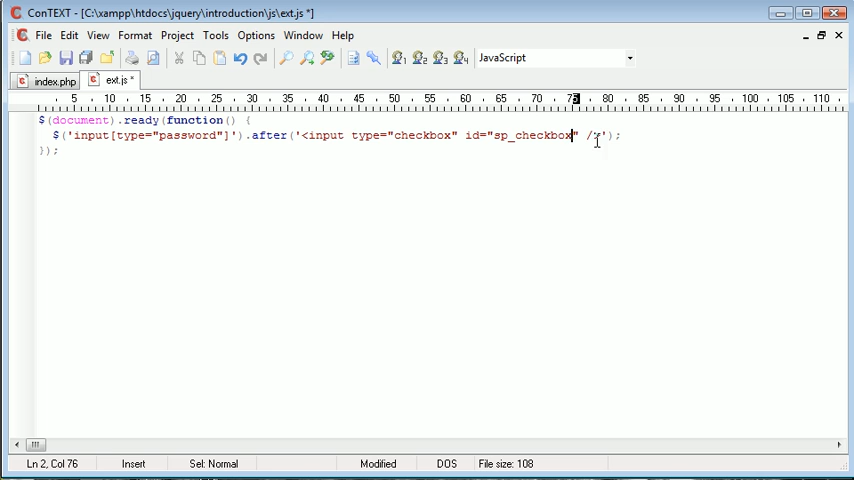 ConTEXT - [C:\xampp\htdocs\jquery\introduction\js\ext.js *]
File Edit View Format Project Tools Options Window Help
JavaScript
index.php ext.js *
5 10 15 20 25 30 35 40 45 50 55 60 65 70 75 80 85 90 95 100 105 110
$(document).ready(function() {
$('input[type="password"]').after('<input type="checkbox" id="sp_checkbox" />');
});
Ln 2, Col 76 Insert Sel: Normal Modified DOS File size: 108